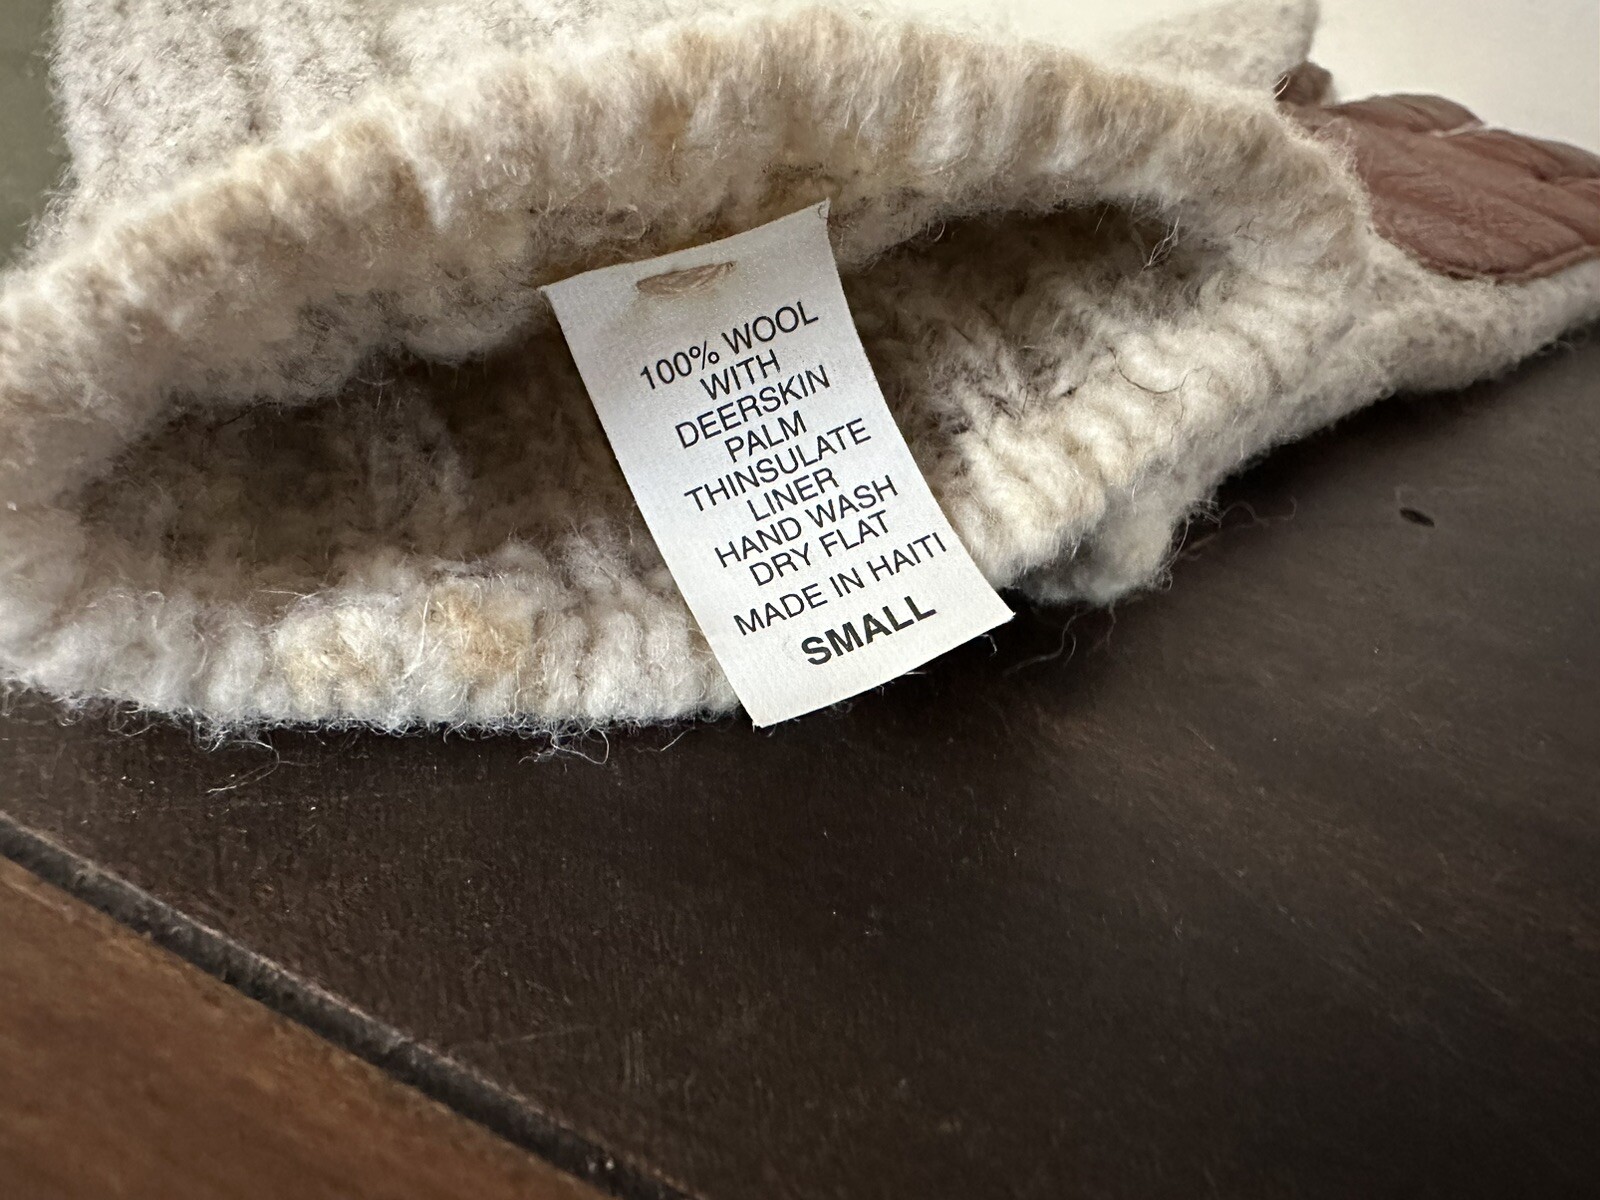 100% WOOL
WITH
DEERSKIN
PALM
THINSULATE
LINER
HAND WASH
DRY FLAT
MADE IN HAITI
SMALL